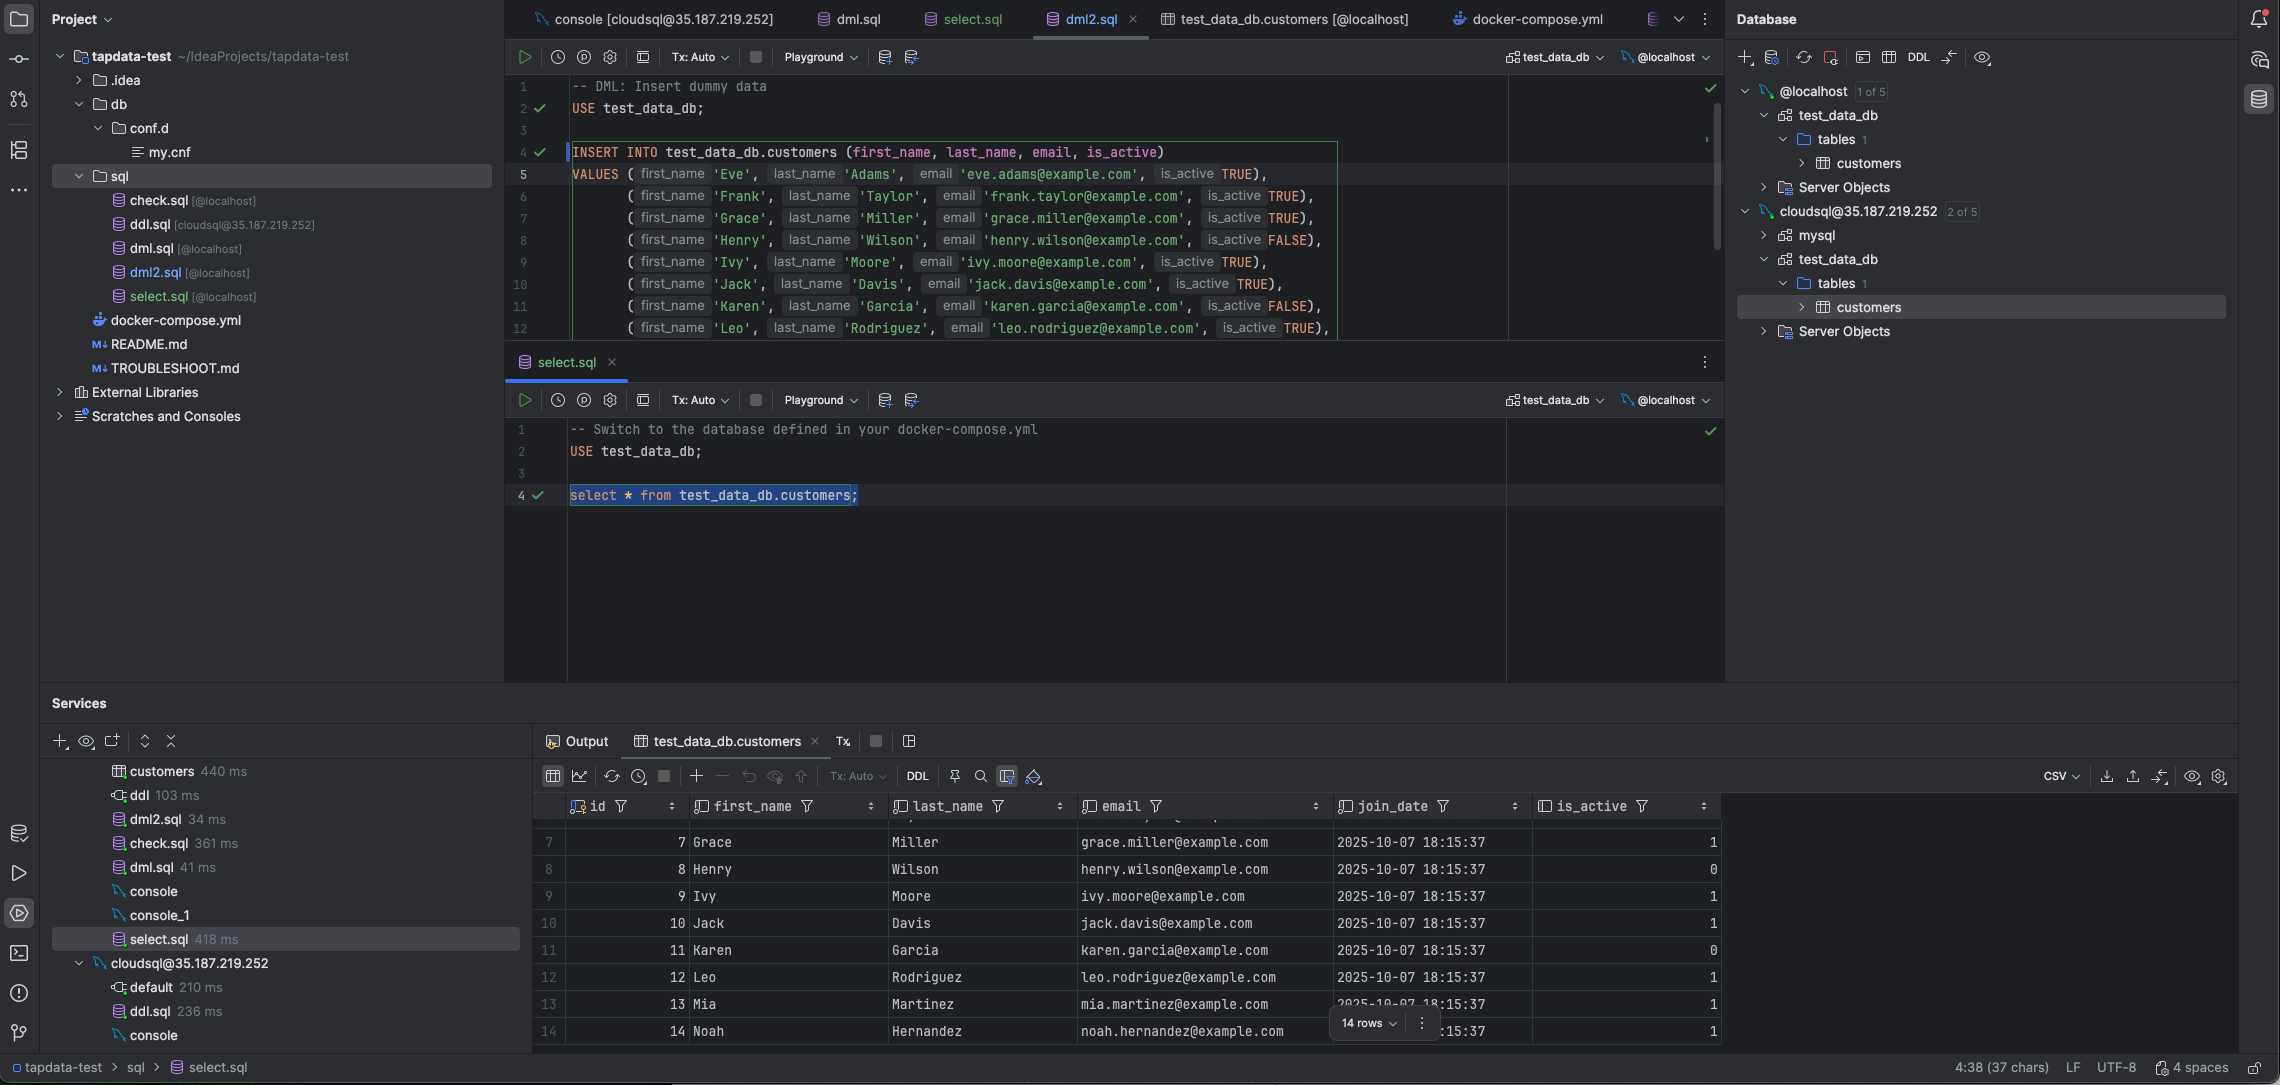 Project
tapdata-test ~/IdeaProjects/tapdata-test
.idea
db
conf.d
my.cnf
sql
check.sql [@localhost]
ddl.sql [cloudsql@35.187.219.252]
dml.sql [@localhost]
dml2.sql [@localhost]
select.sql [@localhost]
docker-compose.yml
README.md
TROUBLESHOOT.md
External Libraries
Scratches and Consoles
console [cloudsql@35.187.219.252] dml.sql select.sql dml2.sql test_data_db.customers [@localhost] docker-compose.yml
Tx: Auto Playground test_data_db @localhost
1 -- DML: Insert dummy data
2 USE test_data_db;
3
4 INSERT INTO test_data_db.customers (first_name, last_name, email, is_active)
5 VALUES ( first_name 'Eve', last_name 'Adams', email 'eve.adams@example.com', is_active TRUE),
6 ( first_name 'Frank', last_name 'Taylor', email 'frank.taylor@example.com', is_active TRUE),
7 ( first_name 'Grace', last_name 'Miller', email 'grace.miller@example.com', is_active TRUE),
8 ( first_name 'Henry', last_name 'Wilson', email 'henry.wilson@example.com', is_active FALSE),
9 ( first_name 'Ivy', last_name 'Moore', email 'ivy.moore@example.com', is_active TRUE),
10 ( first_name 'Jack', last_name 'Davis', email 'jack.davis@example.com', is_active TRUE),
11 ( first_name 'Karen', last_name 'Garcia', email 'karen.garcia@example.com', is_active FALSE),
12 ( first_name 'Leo', last_name 'Rodriguez', email 'leo.rodriguez@example.com', is_active TRUE),
select.sql
Tx: Auto Playground test_data_db @localhost
1 -- Switch to the database defined in your docker-compose.yml
2 USE test_data_db;
3
4 select * from test_data_db.customers;
Database
DDL
@localhost 1 of 5
test_data_db
tables 1
customers
Server Objects
cloudsql@35.187.219.252 2 of 5
mysql
test_data_db
tables 1
customers
Server Objects
Services
customers 440 ms
ddl 103 ms
dml2.sql 34 ms
check.sql 361 ms
dml.sql 41 ms
console
console_1
select.sql 418 ms
cloudsql@35.187.219.252
default 210 ms
ddl.sql 236 ms
console
Output test_data_db.customers Tx
Tx: Auto DDL CSV
id first_name last_name email join_date is_active
7 7 Grace Miller grace.miller@example.com 2025-10-07 18:15:37 1
8 8 Henry Wilson henry.wilson@example.com 2025-10-07 18:15:37 0
9 9 Ivy Moore ivy.moore@example.com 2025-10-07 18:15:37 1
10 10 Jack Davis jack.davis@example.com 2025-10-07 18:15:37 1
11 11 Karen Garcia karen.garcia@example.com 2025-10-07 18:15:37 0
12 12 Leo Rodriguez leo.rodriguez@example.com 2025-10-07 18:15:37 1
13 13 Mia Martinez mia.martinez@example.com 2025-10-07 18:15:37 1
14 14 Noah Hernandez noah.hernandez@example.com :15:37 1
14 rows
tapdata-test sql select.sql
4:38 (37 chars) LF UTF-8 4 spaces